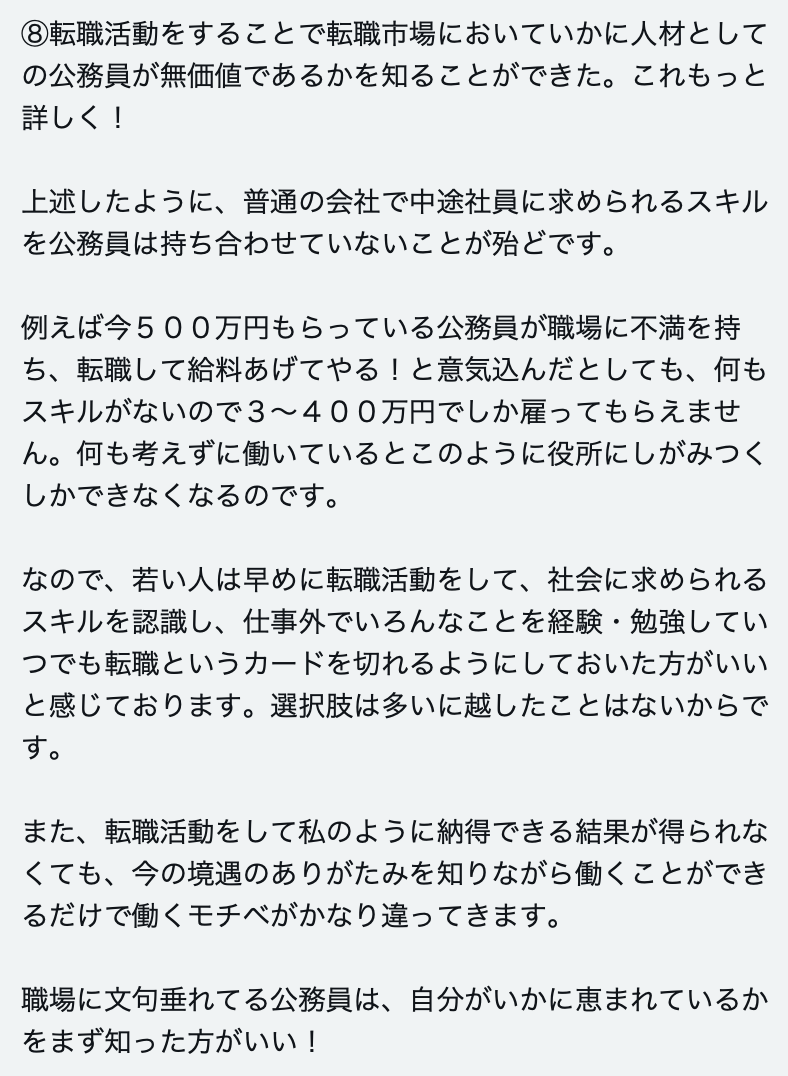 ⑧転職活動をすることで転職市場においていかに人材として
の公務員が無価値であるかを知ることができた。これもっと
詳しく！
上述したように、普通の会社で中途社員に求められるスキル
を公務員は持ち合わせていないことが殆どです。
例えば今５００万円もらっている公務員が職場に不満を持
ち、転職して給料あげてやる！と意気込んだとしても、何も
スキルがないので３〜４００万円でしか雇ってもらえませ
ん。何も考えずに働いているとこのように役所にしがみつく
しかできなくなるのです。
なので、若い人は早めに転職活動をして、社会に求められる
スキルを認識し、仕事外でいろんなことを経験・勉強してい
つでも転職というカードを切れるようにしておいた方がいい
と感じております。選択肢は多いに越したことはないからで
す。
また、転職活動をして私のように納得できる結果が得られな
くても、今の境遇のありがたみを知りながら働くことができ
るだけで働くモチベがかなり違ってきます。
職場に文句垂れてる公務員は、自分がいかに恵まれているか
をまず知った方がいい！